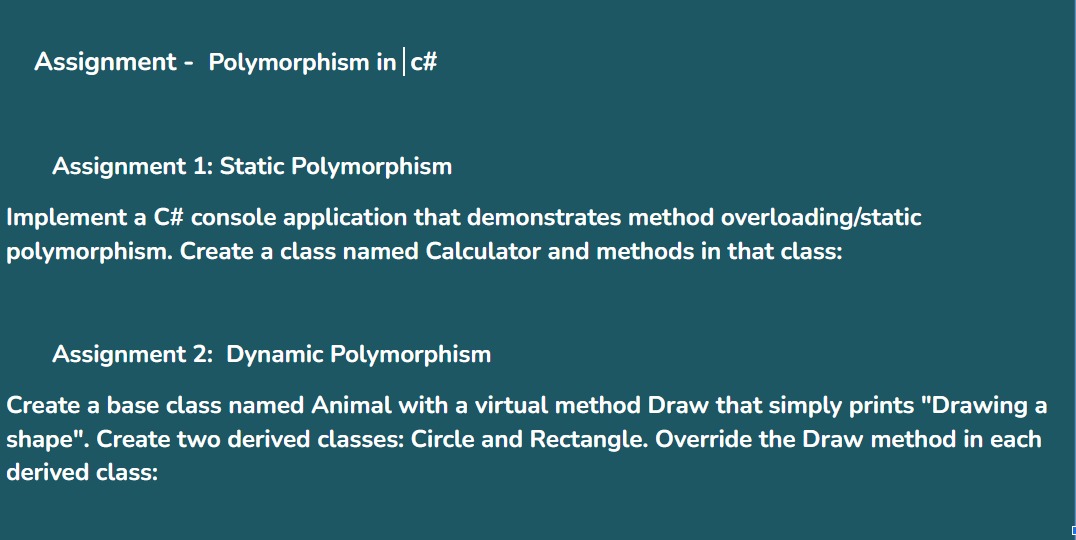 Assignment - Polymorphism in c#
Assignment 1: Static Polymorphism
Implement a C# console application that demonstrates method overloading/static
polymorphism. Create a class named Calculator and methods in that class:
Assignment 2: Dynamic Polymorphism
Create a base class named Animal with a virtual method Draw that simply prints "Drawing a
shape". Create two derived classes: Circle and Rectangle. Override the Draw method in each
derived class: